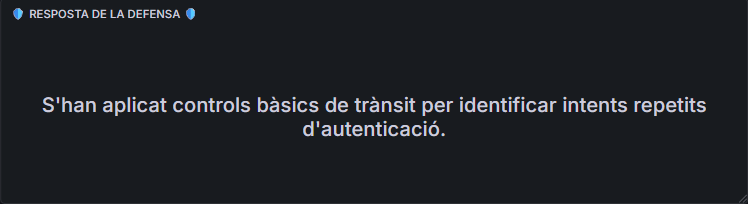 🛡️ RESPOSTA DE LA DEFENSA 🛡️
S'han aplicat controls bàsics de trànsit per identificar intents repetits
d'autenticació.